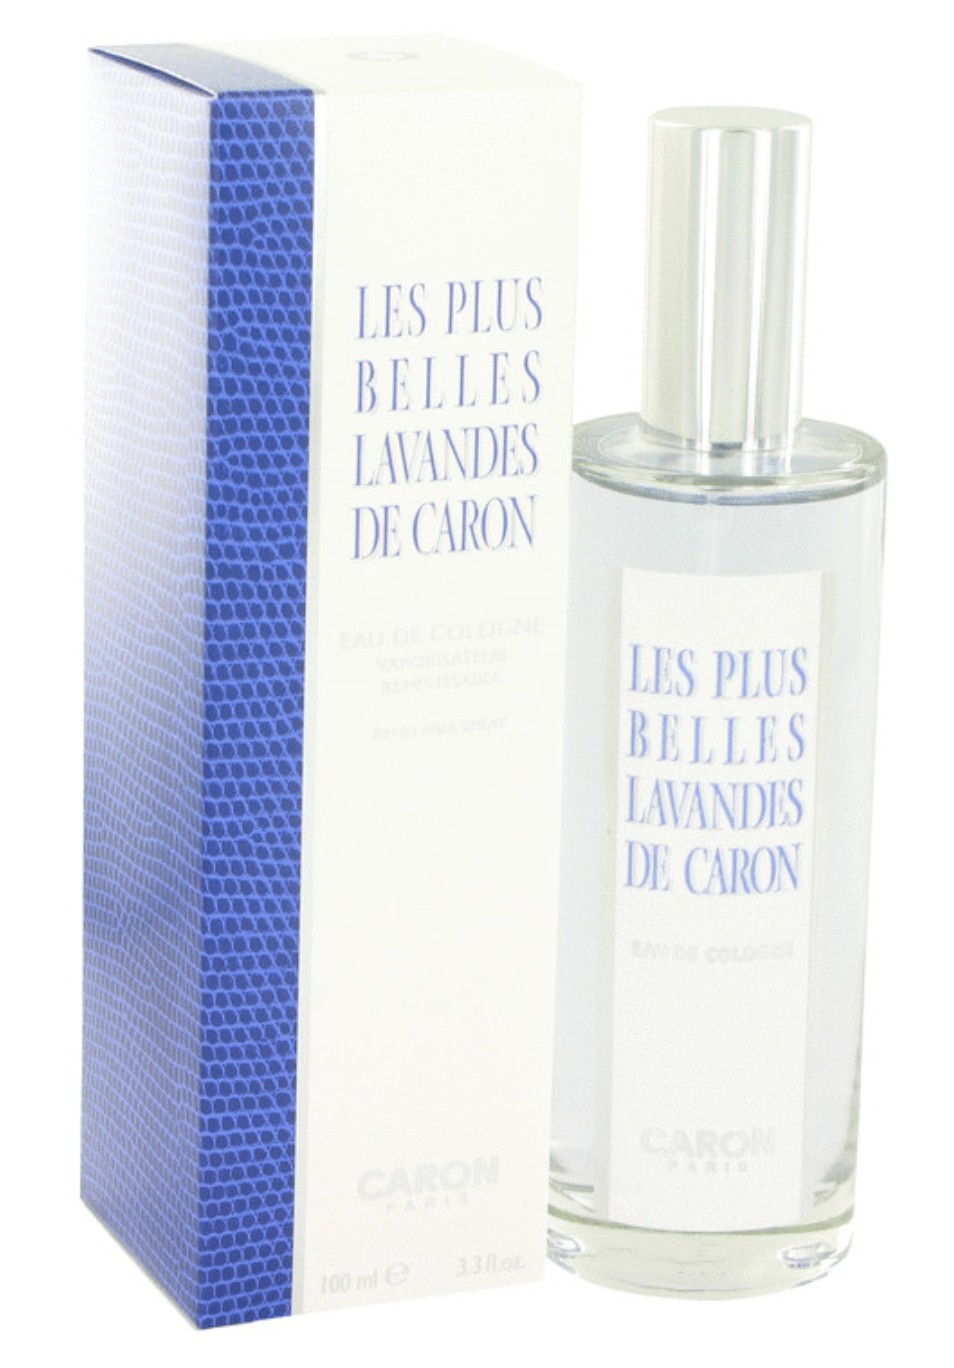 LES PLUS
BELLES
LAVANDES
DE CARON
EAU DE COLOGNE
VAPORISATEUR
REMPLISSABLE
REFILLABLE SPRAY
CARON
PARIS
100 ml e 3.3 fl.oz.
LES PLUS
BELLES
LAVANDES
DE CARON
EAU DE COLOGNE
CARON
PARIS